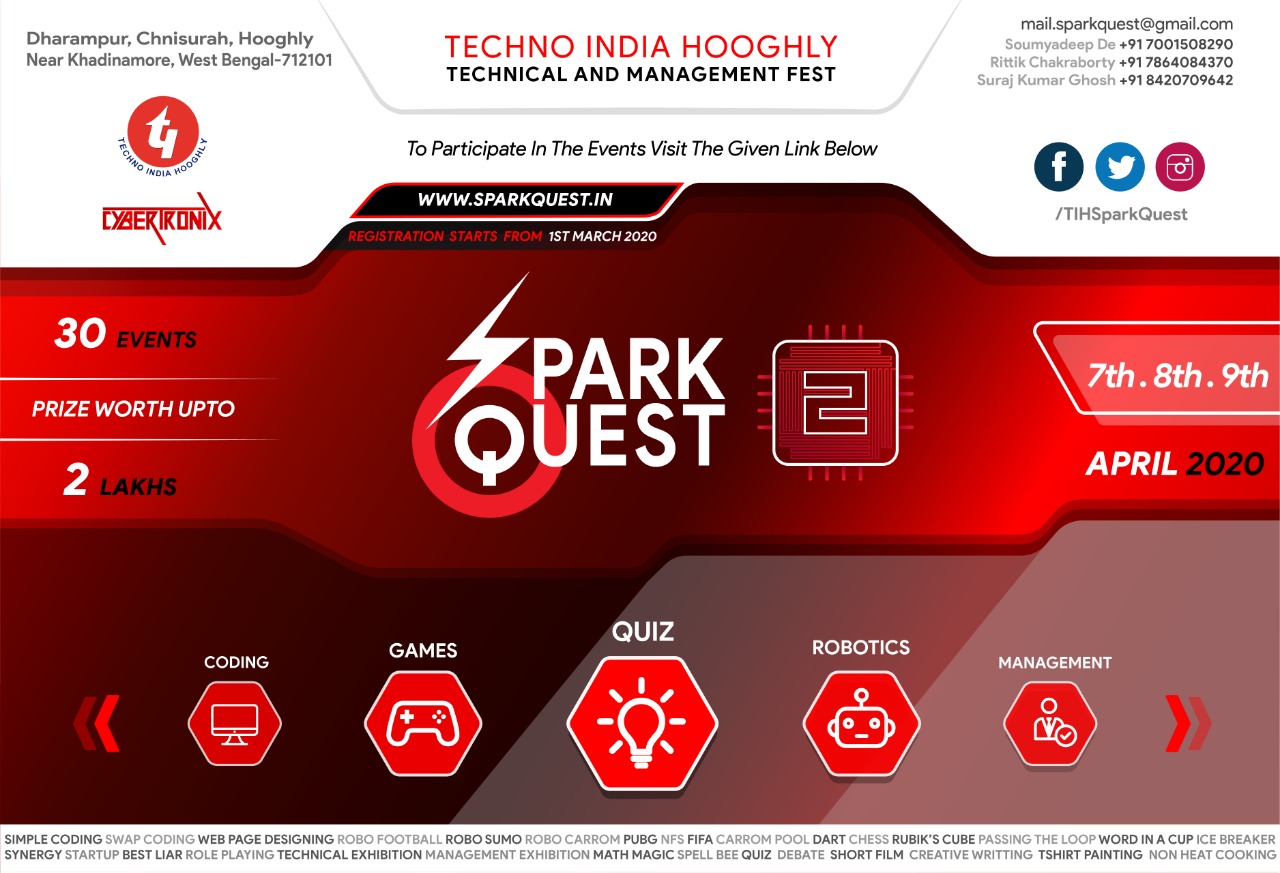 Dharampur, Chnisurah, Hooghly
Near Khadinamore, West Bengal-712101
TECHNO INDIA HOOGHLY
TECHNICAL AND MANAGEMENT FEST
mail.sparkquest@gmail.com
Soumyadeep De +91 7001508290
Rittik Chakraborty +91 7864084370
Suraj Kumar Ghosh +91 8420709642
TECHNO INDIA HOOGHLY
CYBERTRONIX
To Participate In The Events Visit The Given Link Below
WWW.SPARKQUEST.IN
REGISTRATION STARTS FROM 1ST MARCH 2020
/TIHSparkQuest
30 EVENTS
PRIZE WORTH UPTO
2 LAKHS
SPARK
QUEST
2
7th . 8th . 9th
APRIL 2020
CODING
GAMES
QUIZ
ROBOTICS
MANAGEMENT
SIMPLE CODING SWAP CODING WEB PAGE DESIGNING ROBO FOOTBALL ROBO SUMO ROBO CARROM PUBG NFS FIFA CARROM POOL DART CHESS RUBIK'S CUBE PASSING THE LOOP WORD IN A CUP ICE BREAKER
SYNERGY STARTUP BEST LIAR ROLE PLAYING TECHNICAL EXHIBITION MANAGEMENT EXHIBITION MATH MAGIC SPELL BEE QUIZ DEBATE SHORT FILM CREATIVE WRITTING TSHIRT PAINTING NON HEAT COOKING